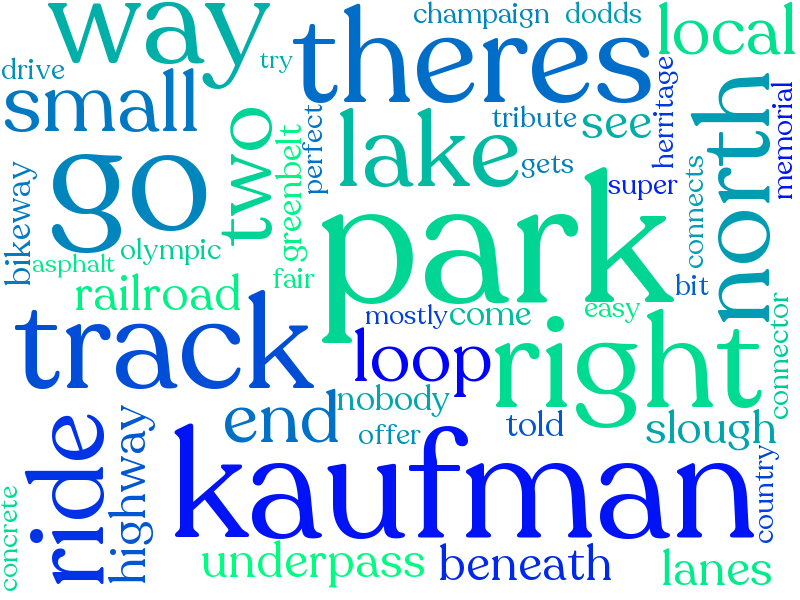 way
champaign
dodds
local
drive
try
theres
small
herritage
north
memorial
two
perfect
lake
tribute
see
go
greenbelt
gets
super
connects
bikeway
olympic
park
asphalt
fair
railroad
bit
track
mostly
come
easy
connector
loop
right
ride
highway
end
nobody
told
slough
offer
kaufman
country
concrete
underpass
beneath
lanes